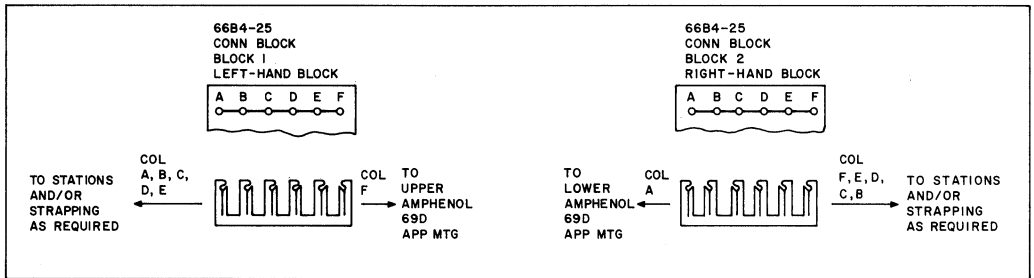 66B4-25
CONN BLOCK
BLOCK 1
LEFT-HAND BLOCK
A B C D E F
TO STATIONS
AND/OR
STRAPPING
AS REQUIRED
COL
A, B, C,
D, E
COL
F
TO
UPPER
AMPHENOL
69D
APP MTG
66B4-25
CONN BLOCK
BLOCK 2
RIGHT-HAND BLOCK
A B C D E F
TO
LOWER
AMPHENOL
69D
APP MTG
COL
A
COL
F, E, D,
C,B
TO STATIONS
AND/OR
STRAPPING
AS REQUIRED